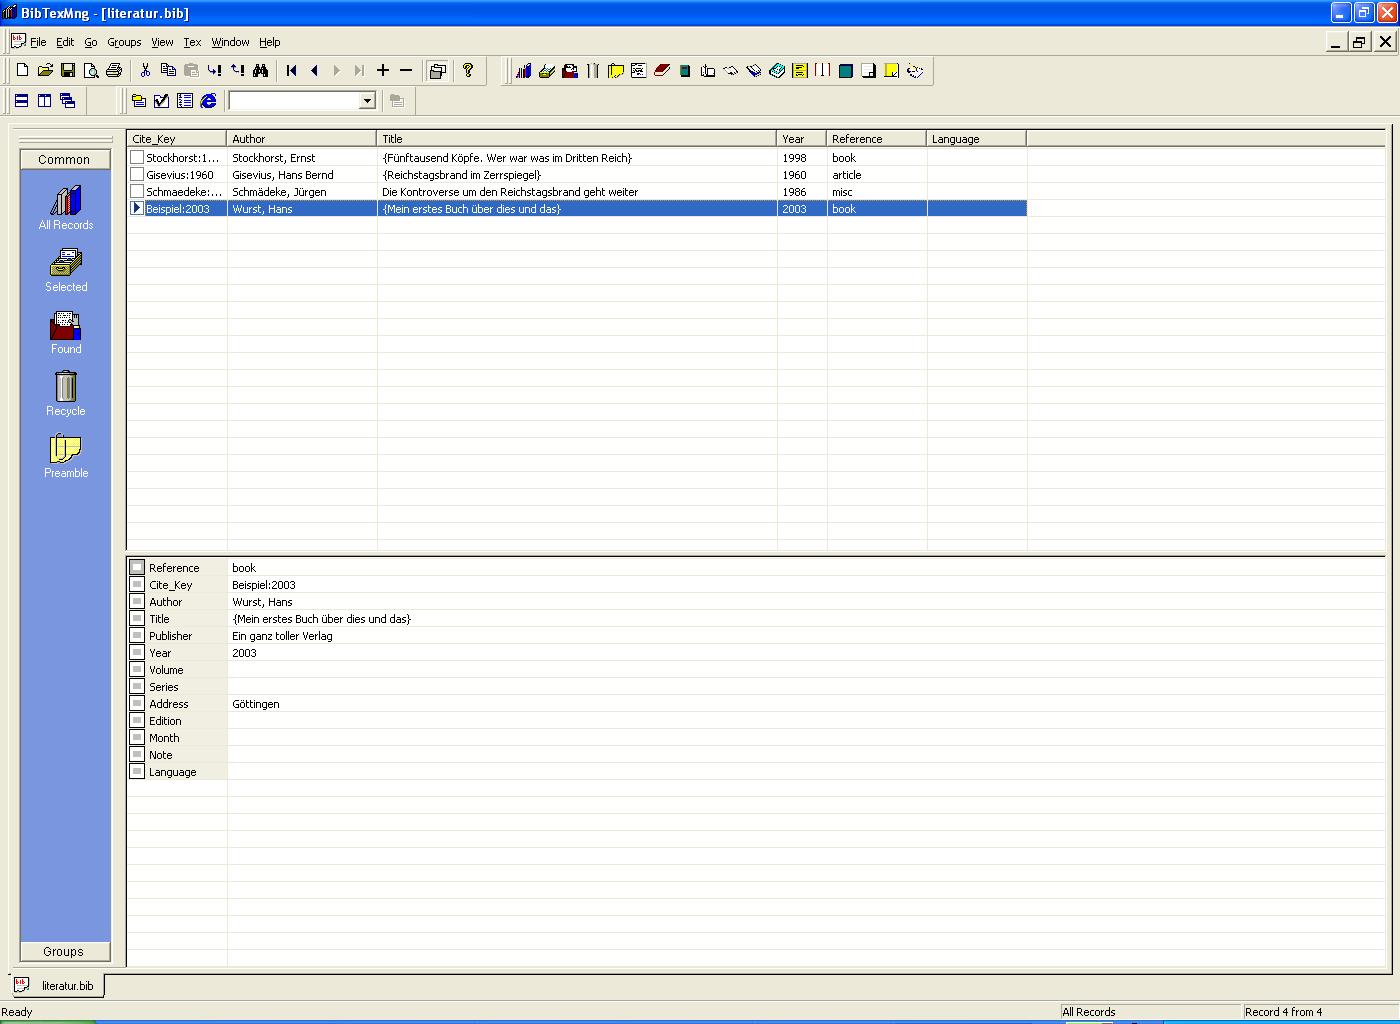 BibTexMng - [literatur.bib]
File Edit Go Groups View Tex Window Help
Common
All Records
Selected
Found
Recycle
Preamble
Groups
Cite_Key Author Title Year Reference Language
Stockhorst:1... Stockhorst, Ernst {Fünftausend Köpfe. Wer war was im Dritten Reich} 1998 book
Gisevius:1960 Gisevius, Hans Bernd {Reichstagsbrand im Zerrspiegel} 1960 article
Schmaedeke:... Schmädeke, Jürgen Die Kontroverse um den Reichstagsbrand geht weiter 1986 misc
Beispiel:2003 Wurst, Hans {Mein erstes Buch über dies und das} 2003 book
Reference book
Cite_Key Beispiel:2003
Author Wurst, Hans
Title {Mein erstes Buch über dies und das}
Publisher Ein ganz toller Verlag
Year 2003
Volume
Series
Address Göttingen
Edition
Month
Note
Language
literatur.bib
Ready All Records Record 4 from 4